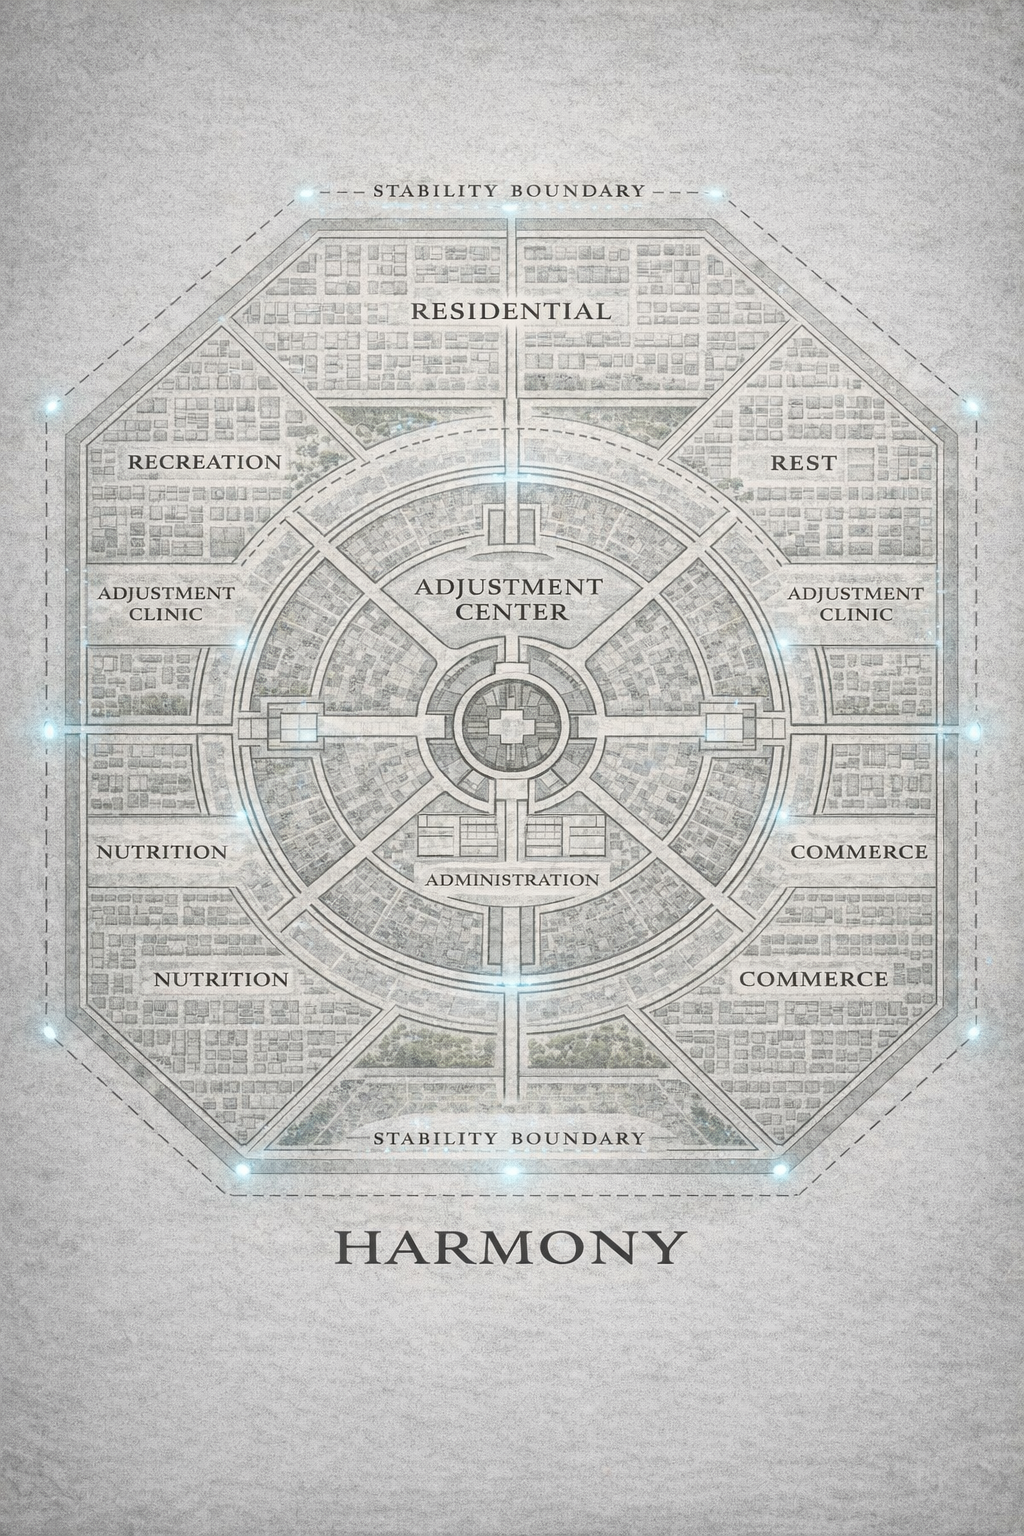 STABILITY BOUNDARY
RESIDENTIAL
RECREATION
REST
ADJUSTMENT
CLINIC
ADJUSTMENT
CENTER
ADJUSTMENT
CLINIC
NUTRITION
COMMERCE
ADMINISTRATION
NUTRITION
COMMERCE
STABILITY BOUNDARY
HARMONY